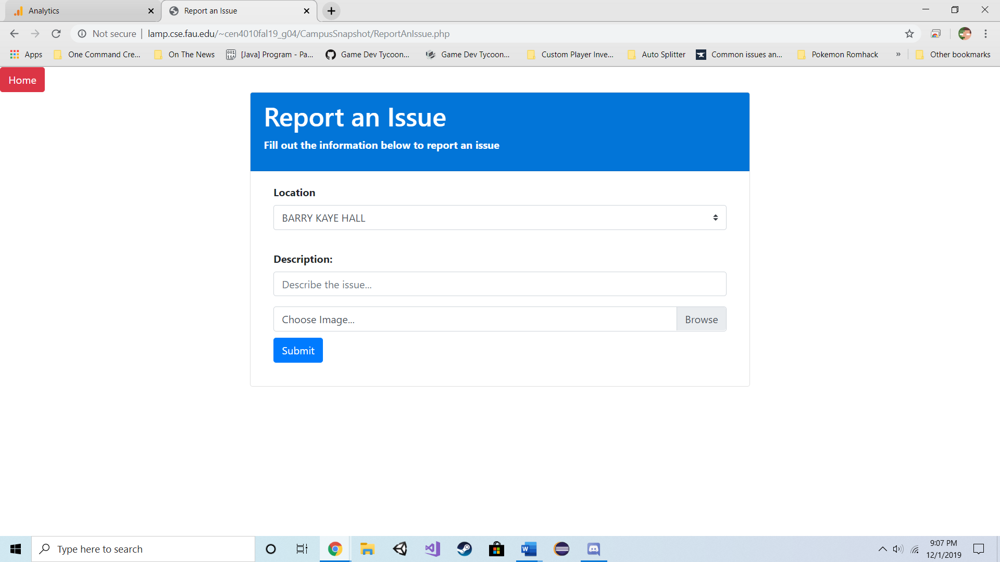 Analytics
Report an Issue
Not secure | lamp.cse.fau.edu/~cen4010fal19_g04/CampusSnapshot/ReportAnIssue.php
Apps One Command Cre... On The News [Java] Program - Pa... Game Dev Tycoon... Game Dev Tycoon... Custom Player Inve... Auto Splitter Common issues an... Pokemon Romhack » Other bookmarks
Home
Report an Issue
Fill out the information below to report an issue
Location
BARRY KAYE HALL
Description:
Describe the issue...
Choose Image... Browse
Submit
Type here to search
9:07 PM
12/1/2019